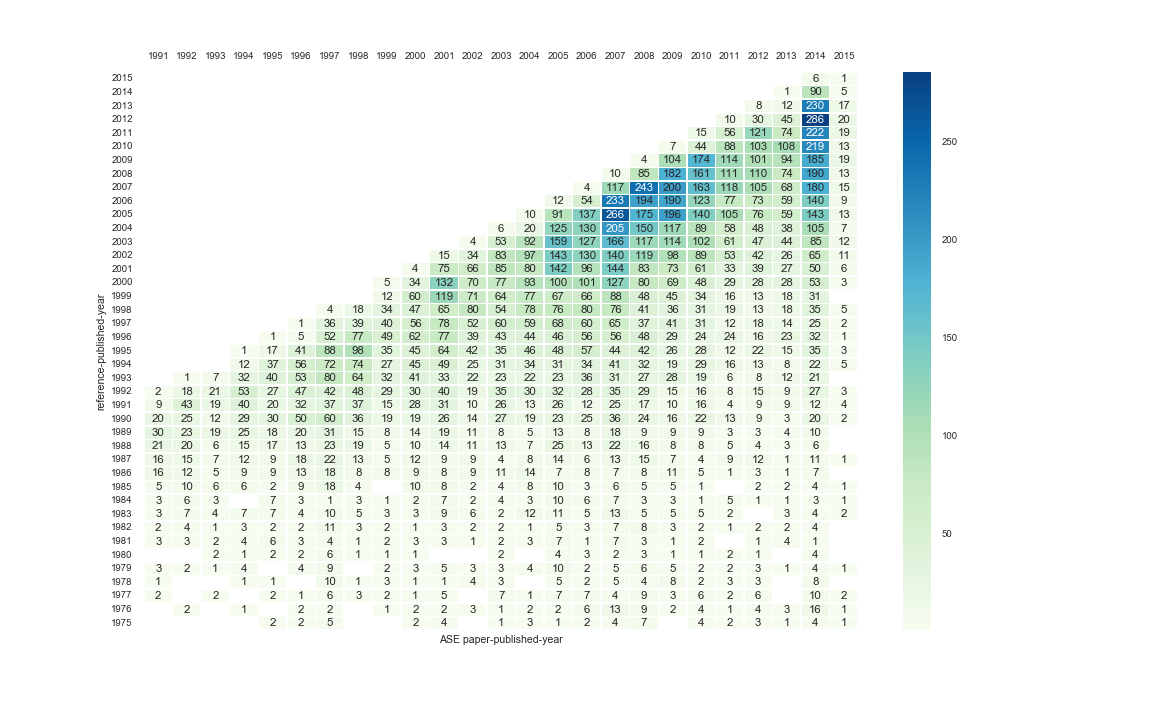 1991 1992 1993 1994 1995 1996 1997 1998 1999 2000 2001 2002 2003 2004 2005 2006 2007 2008 2009 2010 2011 2012 2013 2014 2015
2015 6 1
2014 1 90 5
2013 8 12 230 17
2012 10 30 45 286 20
2011 15 56 121 74 222 19
2010 7 44 88 103 108 219 13
2009 4 104 174 114 101 94 185 19
2008 10 85 182 161 111 110 74 190 13
2007 4 117 243 200 163 118 105 68 180 15
2006 12 54 233 194 190 123 77 73 59 140 9
2005 10 91 137 266 175 196 140 105 76 59 143 13
2004 6 20 125 130 205 150 117 89 58 48 38 105 7
2003 4 53 92 159 127 166 117 114 102 61 47 44 85 12
2002 15 34 83 97 143 130 140 119 98 89 53 42 26 65 11
2001 4 75 66 85 80 142 96 144 83 73 61 33 39 27 50 6
2000 5 34 132 70 77 93 100 101 127 80 69 48 29 28 28 53 3
1999 12 60 119 71 64 77 67 66 88 48 45 34 16 13 18 31
1998 4 18 34 47 65 80 54 78 76 80 76 41 36 31 19 13 18 35 5
1997 1 36 39 40 56 78 52 60 59 68 60 65 37 41 31 12 18 14 25 2
1996 1 5 52 77 49 62 77 39 43 44 46 56 56 48 29 24 24 16 23 32 1
1995 1 17 41 88 98 35 45 64 42 35 46 48 57 44 42 26 28 12 22 15 35 3
1994 12 37 56 72 74 27 45 49 25 31 34 31 34 41 32 19 29 16 13 8 22 5
1993 1 7 32 40 53 80 64 32 41 33 22 23 22 23 36 31 27 28 19 6 8 12 21
1992 2 18 21 53 27 47 42 48 29 30 40 19 35 30 32 28 35 29 15 16 8 15 9 27 3
1991 9 43 19 40 20 32 37 37 15 28 31 10 26 13 26 12 25 17 10 16 4 9 9 12 4
1990 20 25 12 29 30 50 60 36 19 19 26 14 27 19 23 25 36 24 16 22 13 9 3 20 2
1989 30 23 19 25 18 20 31 15 8 14 19 11 8 5 13 8 18 9 9 9 3 3 4 10
1988 21 20 6 15 17 13 23 19 5 10 14 11 13 7 25 13 22 16 8 8 5 4 3 6
1987 16 15 7 12 9 18 22 13 5 12 9 9 4 8 14 6 13 15 7 4 9 12 1 11 1
1986 16 12 5 9 9 13 18 8 8 9 8 9 11 14 7 8 7 8 11 5 1 3 1 7
1985 5 10 6 6 2 9 18 4 10 8 2 4 8 10 3 6 5 5 1 2 2 4 1
1984 3 6 3 7 3 1 3 1 2 7 2 4 3 10 6 7 3 3 1 5 1 1 3 1
1983 3 7 4 7 7 4 10 5 3 3 9 6 2 12 11 5 13 5 5 5 2 3 4 2
1982 2 4 1 3 2 2 11 3 2 1 3 2 2 1 5 3 7 8 3 2 1 2 2 4
1981 3 3 2 4 6 3 4 1 2 3 3 1 2 3 7 1 7 3 1 2 1 4 1
1980 2 1 2 2 6 1 1 1 2 4 3 2 3 1 1 2 1 4
1979 3 2 1 4 4 9 2 3 5 3 3 4 10 2 5 6 5 2 2 3 1 4 1
1978 1 1 1 10 1 3 1 1 4 3 5 2 5 4 8 2 3 3 8
1977 2 2 2 1 6 3 2 1 5 7 1 7 7 4 9 3 6 2 6 10 2
1976 2 1 2 2 1 2 2 3 1 2 2 6 13 9 2 4 1 4 3 16 1
1975 2 2 5 2 4 1 3 1 2 4 7 4 2 3 1 4 1
reference-published-year
ASE paper-published-year
250
200
150
100
50